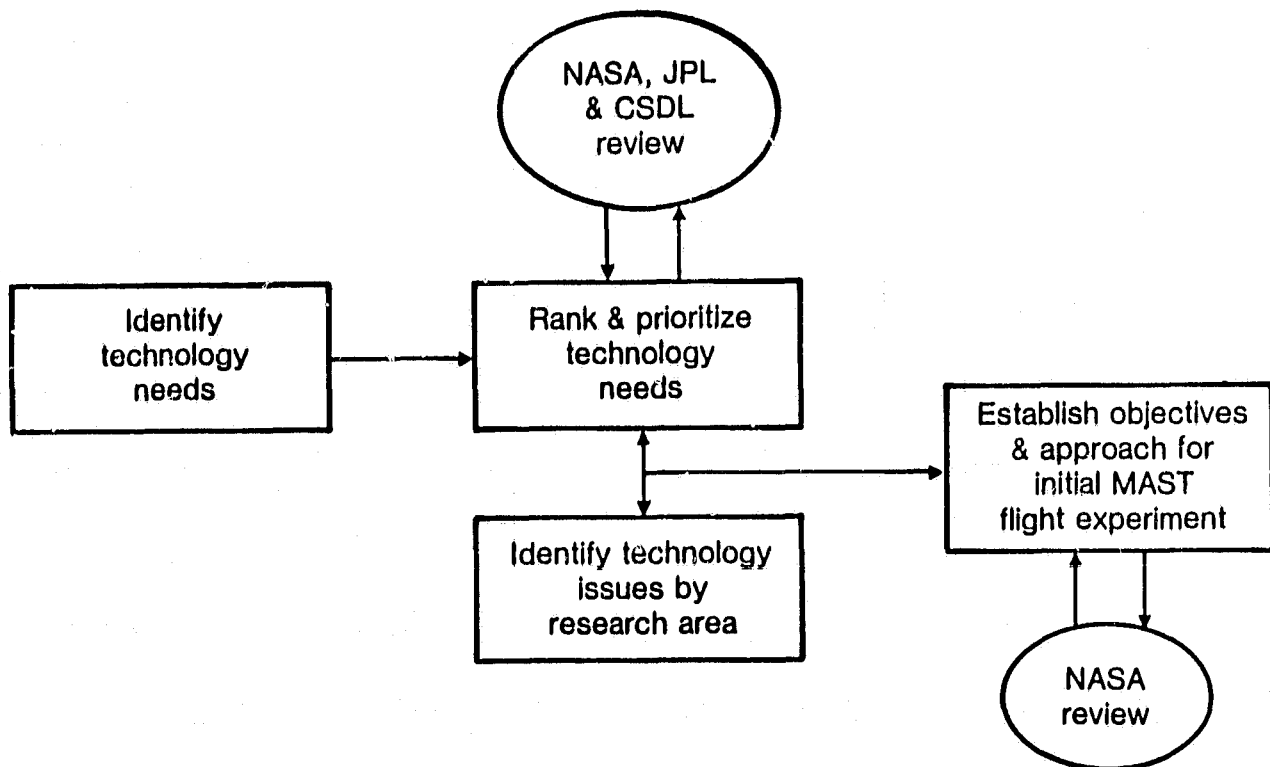 NASA, JPL
& CSDL
review
Identify
technology
needs
Rank & prioritize
technology
needs
Establish objectives
& approach for
initial MAST
flight experiment
Identify technology
issues by
research area
NASA
review